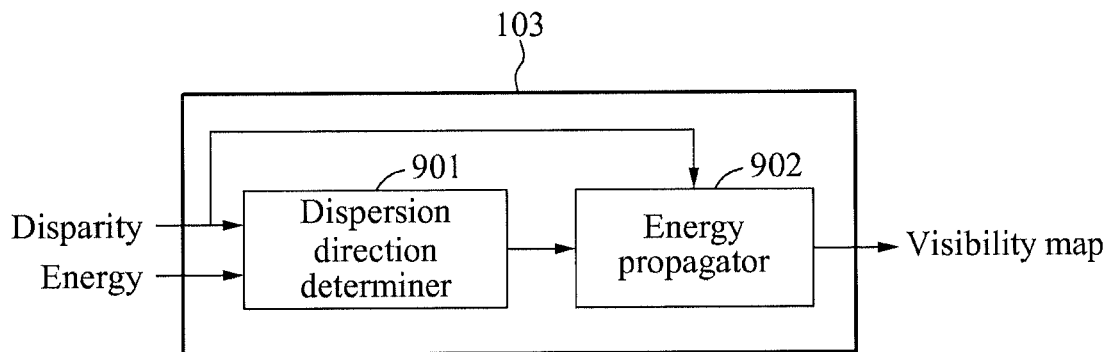 103
901
902
Disparity
Energy
Dispersion
direction
determiner
Energy
propagator
Visibility map